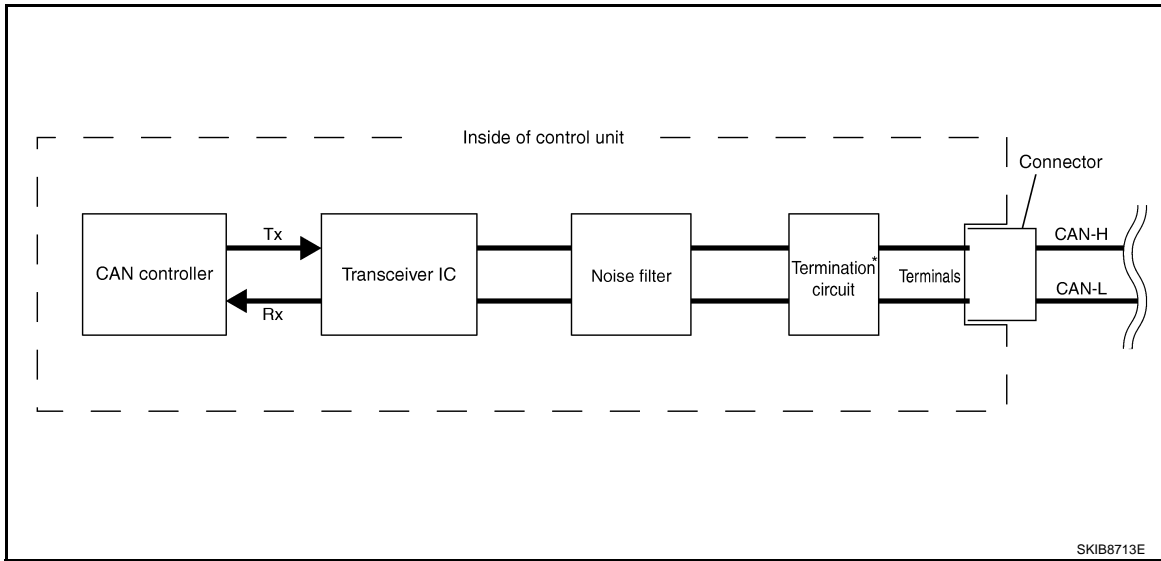 Inside of control unit
Connector
Tx
CAN-H
CAN controller
Transceiver IC
Noise filter
Termination*
circuit
Terminals
CAN-L
Rx
SKIB8713E